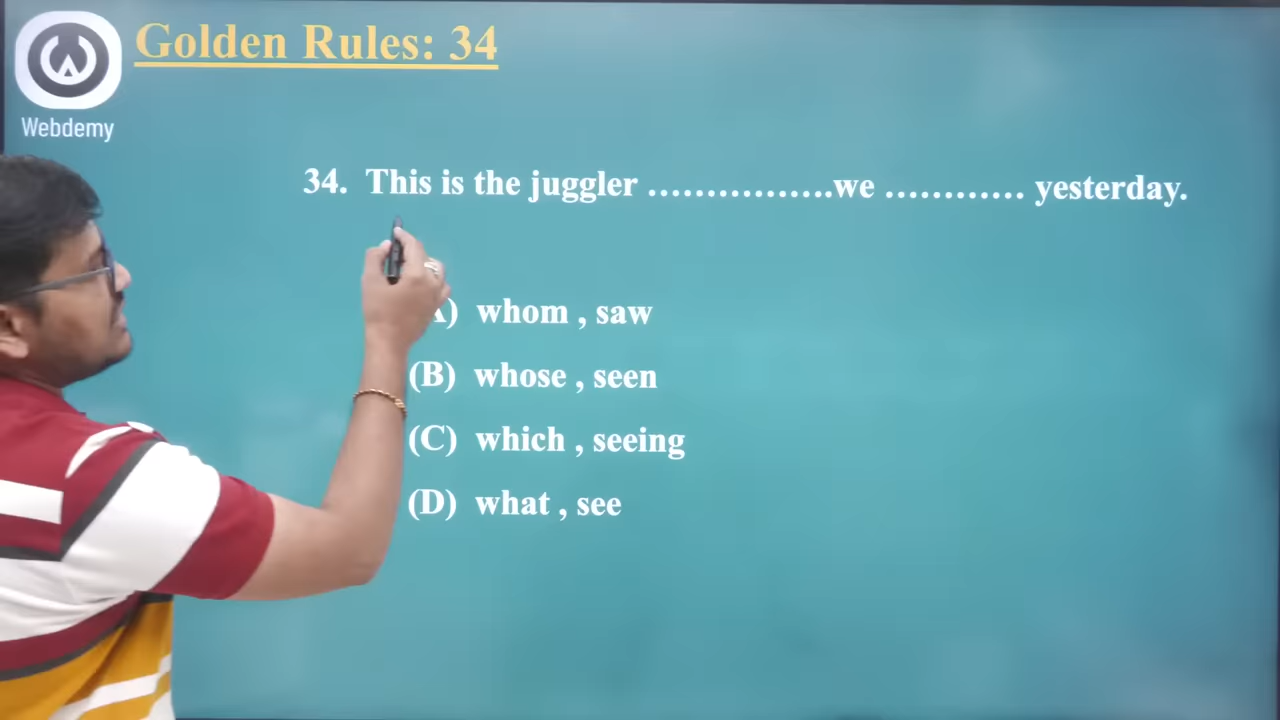 Golden Rules: 34
Webdemy
34. This is the juggler ................we ............ yesterday.
A) whom , saw
(B) whose , seen
(C) which , seeing
(D) what , see